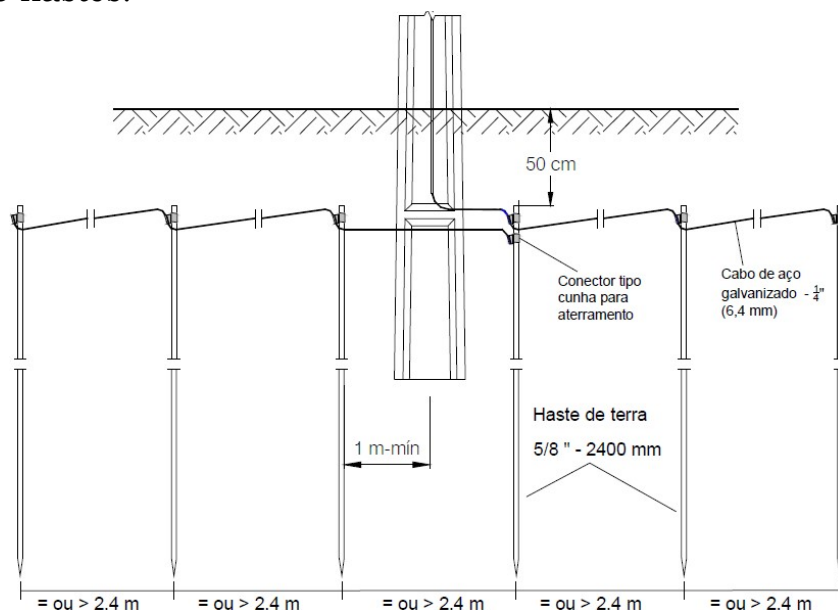 50 cm
Conector tipo
cunha para
aterramento
Cabo de aço
galvanizado - 1/4"
(6,4 mm)
Haste de terra
5/8 " - 2400 mm
1 m-mín
= ou > 2,4 m
= ou > 2,4 m
= ou > 2,4 m
= ou > 2,4 m
= ou > 2,4 m